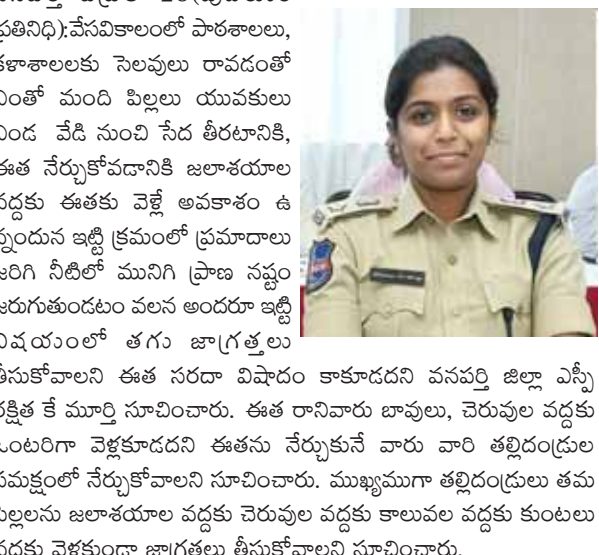 ప్రతినిధి):వేసవికాలంలో పాఠశాలలు,
కళాశాలలకు సెలవులు రావడంతో
ఎంతో మంది పిల్లలు యువకులు
ఎండ వేడి నుంచి సేద తీరటానికి,
ఈత నేర్చుకోవడానికి జలాశయాల
వద్దకు ఈతకు వెళ్లే అవకాశం ఉ
న్నందున ఇట్టి క్రమంలో ప్రమాదాలు
జరిగి నీటిలో మునిగి ప్రాణ నష్టం
జరుగుతుండటం వలన అందరూ ఇట్టి
విషయంలో తగు జాగ్రత్తలు
తీసుకోవాలని ఈత సరదా విషాదం కాకూడదని వనపర్తి జిల్లా ఎస్పీ
రక్షిత కే మూర్తి సూచించారు. ఈత రానివారు బావులు, చెరువుల వద్దకు
ఒంటరిగా వెళ్లకూడదని ఈతను నేర్చుకునే వారు వారి తల్లిదండ్రుల
సమక్షంలో నేర్చుకోవాలని సూచించారు. ముఖ్యముగా తల్లిదండ్రులు తమ
పిల్లలను జలాశయాల వద్దకు చెరువుల వద్దకు కాలువల వద్దకు కుంటలు
వద్దకు వెళ్లకుండా జాగ్రత్తలు తీసుకోవాలని సూచించారు.